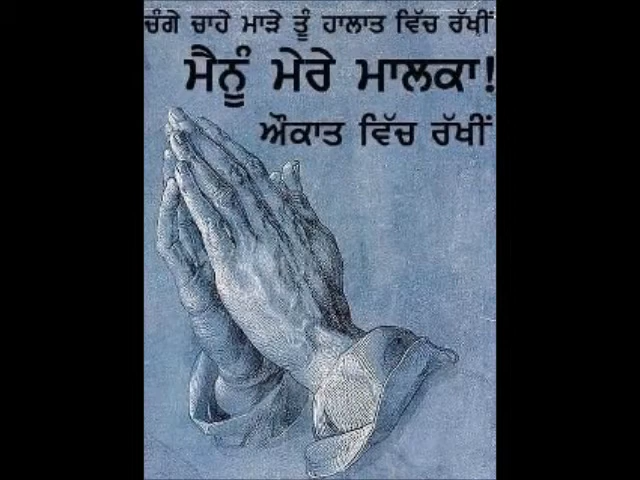 ਚੰਗੇ ਚਾਹੇ ਮਾੜੇ ਤੂੰ ਹਾਲਾਤ ਵਿੱਚ ਰੱਖੀਂ
ਮੈਨੂੰ ਮੇਰੇ ਮਾਲਕਾ!
ਔਕਾਤ ਵਿੱਚ ਰੱਖੀਂ